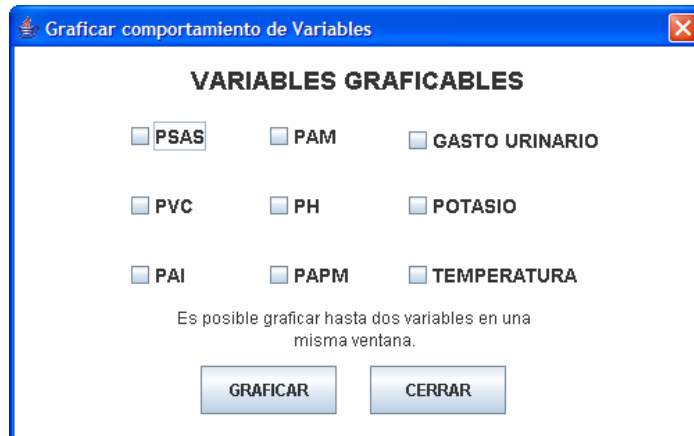 Graficar comportamiento de Variables
VARIABLES GRAFICABLES
PSAS PAM GASTO URINARIO
PVC PH POTASIO
PAI PAPM TEMPERATURA
Es posible graficar hasta dos variables en una
misma ventana.
GRAFICAR CERRAR